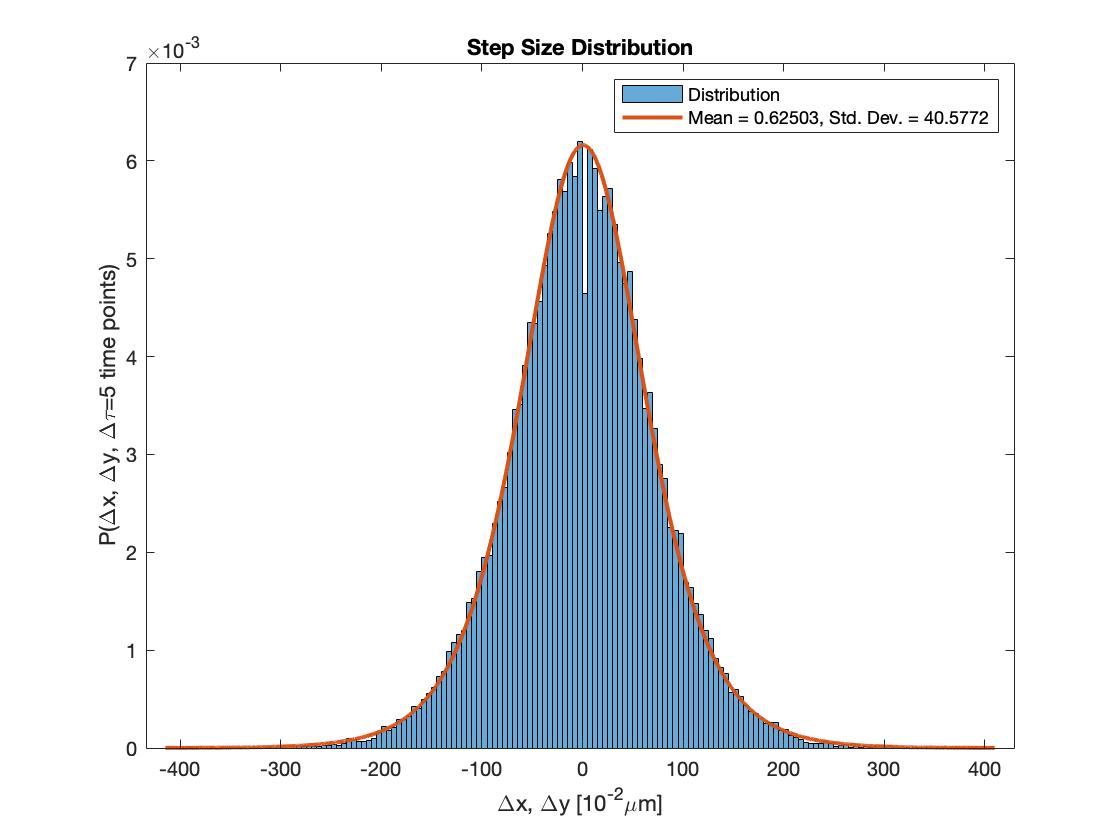 Step Size Distribution
×10⁻³
Distribution
Mean = 0.62503, Std. Dev. = 40.5772
P(Δx, Δy, Δτ=5 time points)
7
6
5
4
3
2
1
0
-400 -300 -200 -100 0 100 200 300 400
Δx, Δy [10⁻²μm]